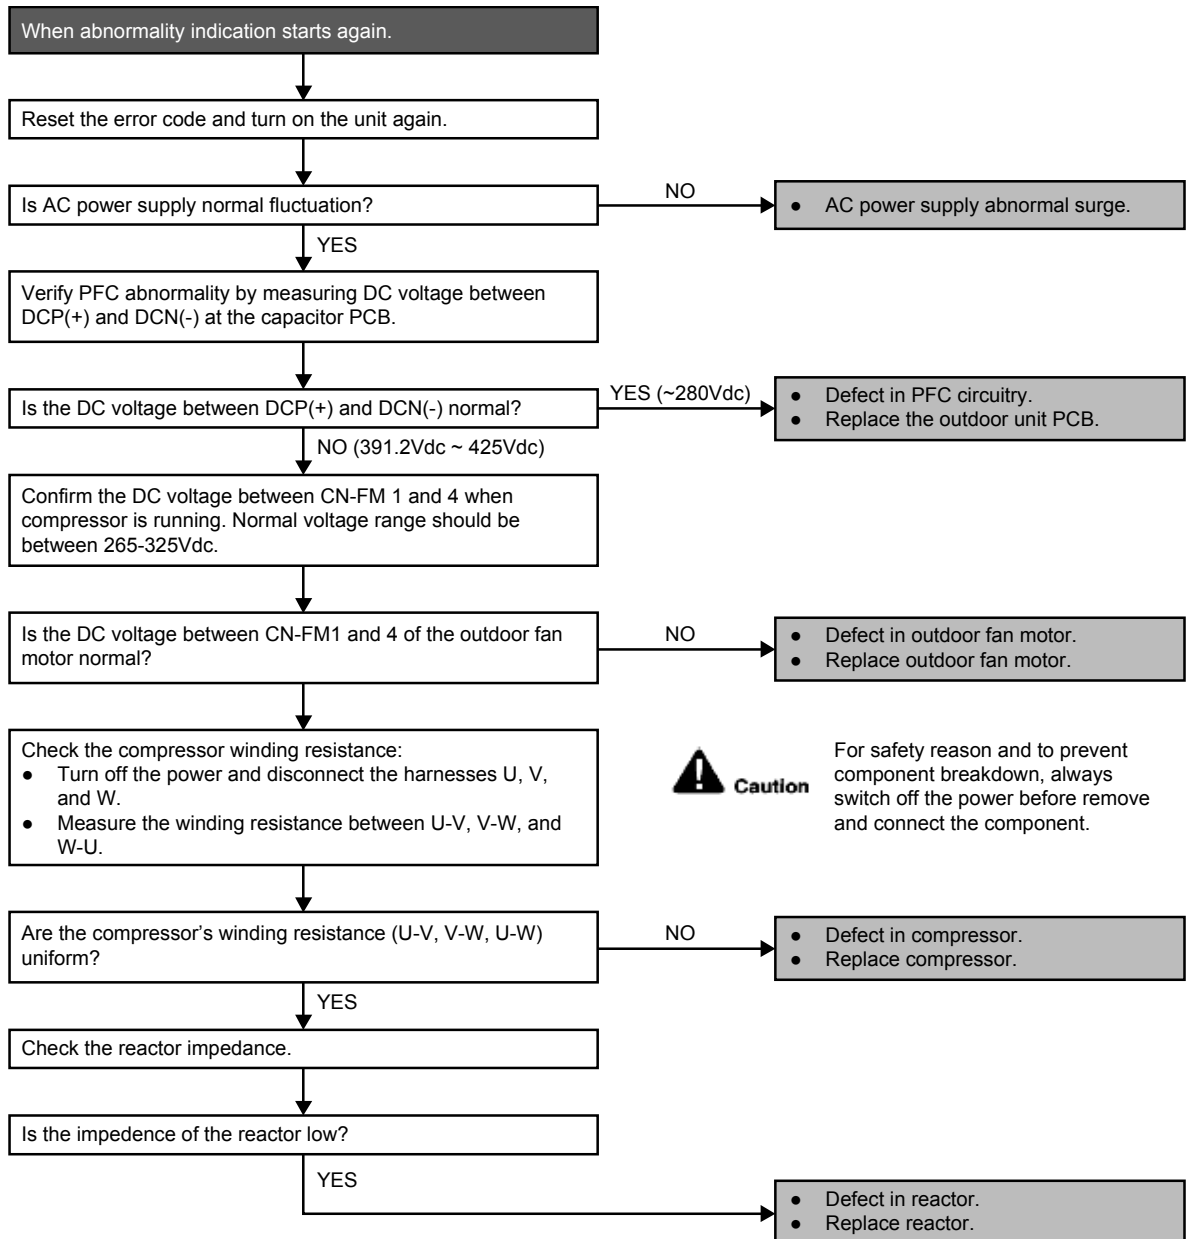 When abnormality indication starts again.
Reset the error code and turn on the unit again.
Is AC power supply normal fluctuation?
NO
● AC power supply abnormal surge.
YES
Verify PFC abnormality by measuring DC voltage between
DCP(+) and DCN(-) at the capacitor PCB.
Is the DC voltage between DCP(+) and DCN(-) normal?
YES (~280Vdc)
● Defect in PFC circuitry.
● Replace the outdoor unit PCB.
NO (391.2Vdc ~ 425Vdc)
Confirm the DC voltage between CN-FM 1 and 4 when
compressor is running. Normal voltage range should be
between 265-325Vdc.
Is the DC voltage between CN-FM1 and 4 of the outdoor fan
motor normal?
NO
● Defect in outdoor fan motor.
● Replace outdoor fan motor.
Check the compressor winding resistance:
● Turn off the power and disconnect the harnesses U, V,
and W.
● Measure the winding resistance between U-V, V-W, and
W-U.
Caution
For safety reason and to prevent
component breakdown, always
switch off the power before remove
and connect the component.
Are the compressor's winding resistance (U-V, V-W, U-W)
uniform?
NO
● Defect in compressor.
● Replace compressor.
YES
Check the reactor impedance.
Is the impedence of the reactor low?
YES
● Defect in reactor.
● Replace reactor.